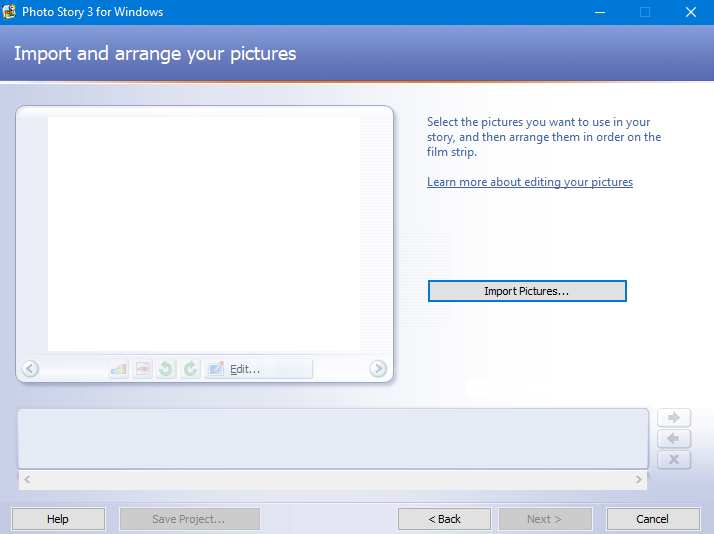 Photo Story 3 for Windows
Import and arrange your pictures
Select the pictures you want to use in your
story, and then arrange them in order on the
film strip.
Learn more about editing your pictures
Import Pictures...
Edit...
Help
Save Project...
< Back
Next >
Cancel